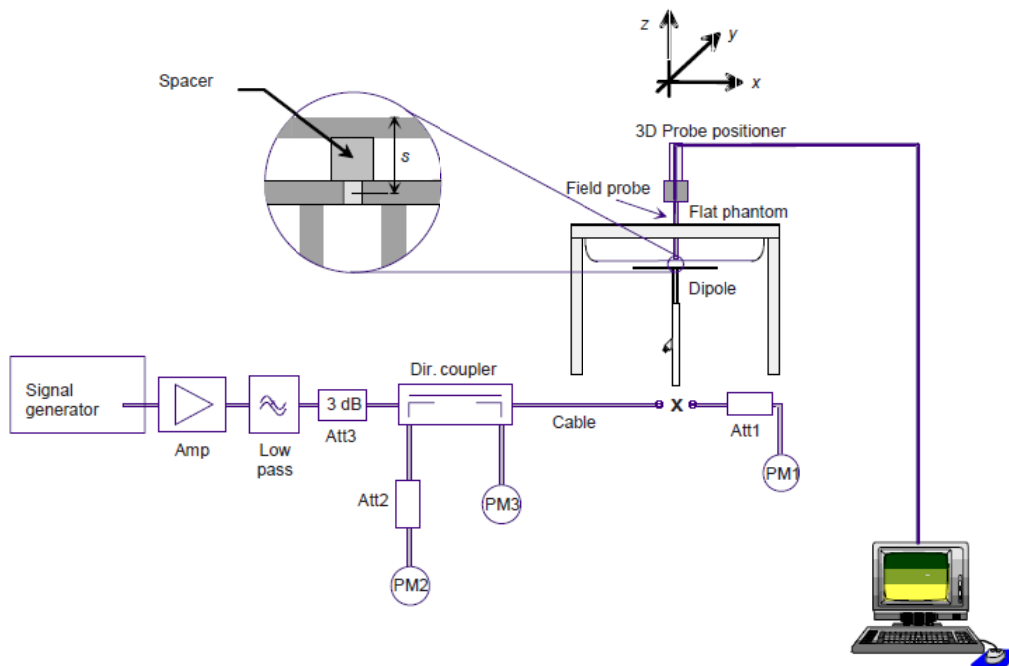 z
y
x
Spacer
s
3D Probe positioner
Field probe
Flat phantom
Dipole
Signal
generator
Amp
Low
pass
3 dB
Att3
Dir. coupler
Cable
X
Att1
PM1
Att2
PM3
PM2